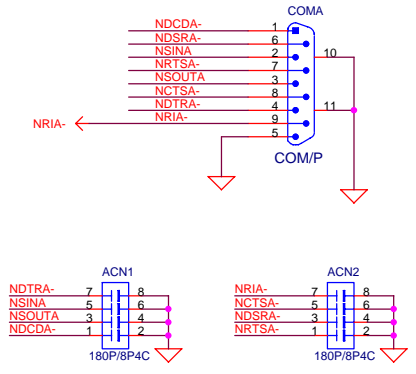 COMA
NDCDA- 1
NDSRA- 6
NSINA 2 10
NRTSA- 7
NSOUTA 3
NCTSA- 8
NDTRA- 4 11
NRIA- NRIA- 9
5
COM/P
ACN1 ACN2
NDTRA- 7 8 NRIA- 7 8
NSINA 5 6 NCTSA- 5 6
NSOUTA 3 4 NDSRA- 3 4
NDCDA- 1 2 NRTSA- 1 2
180P/8P4C 180P/8P4C